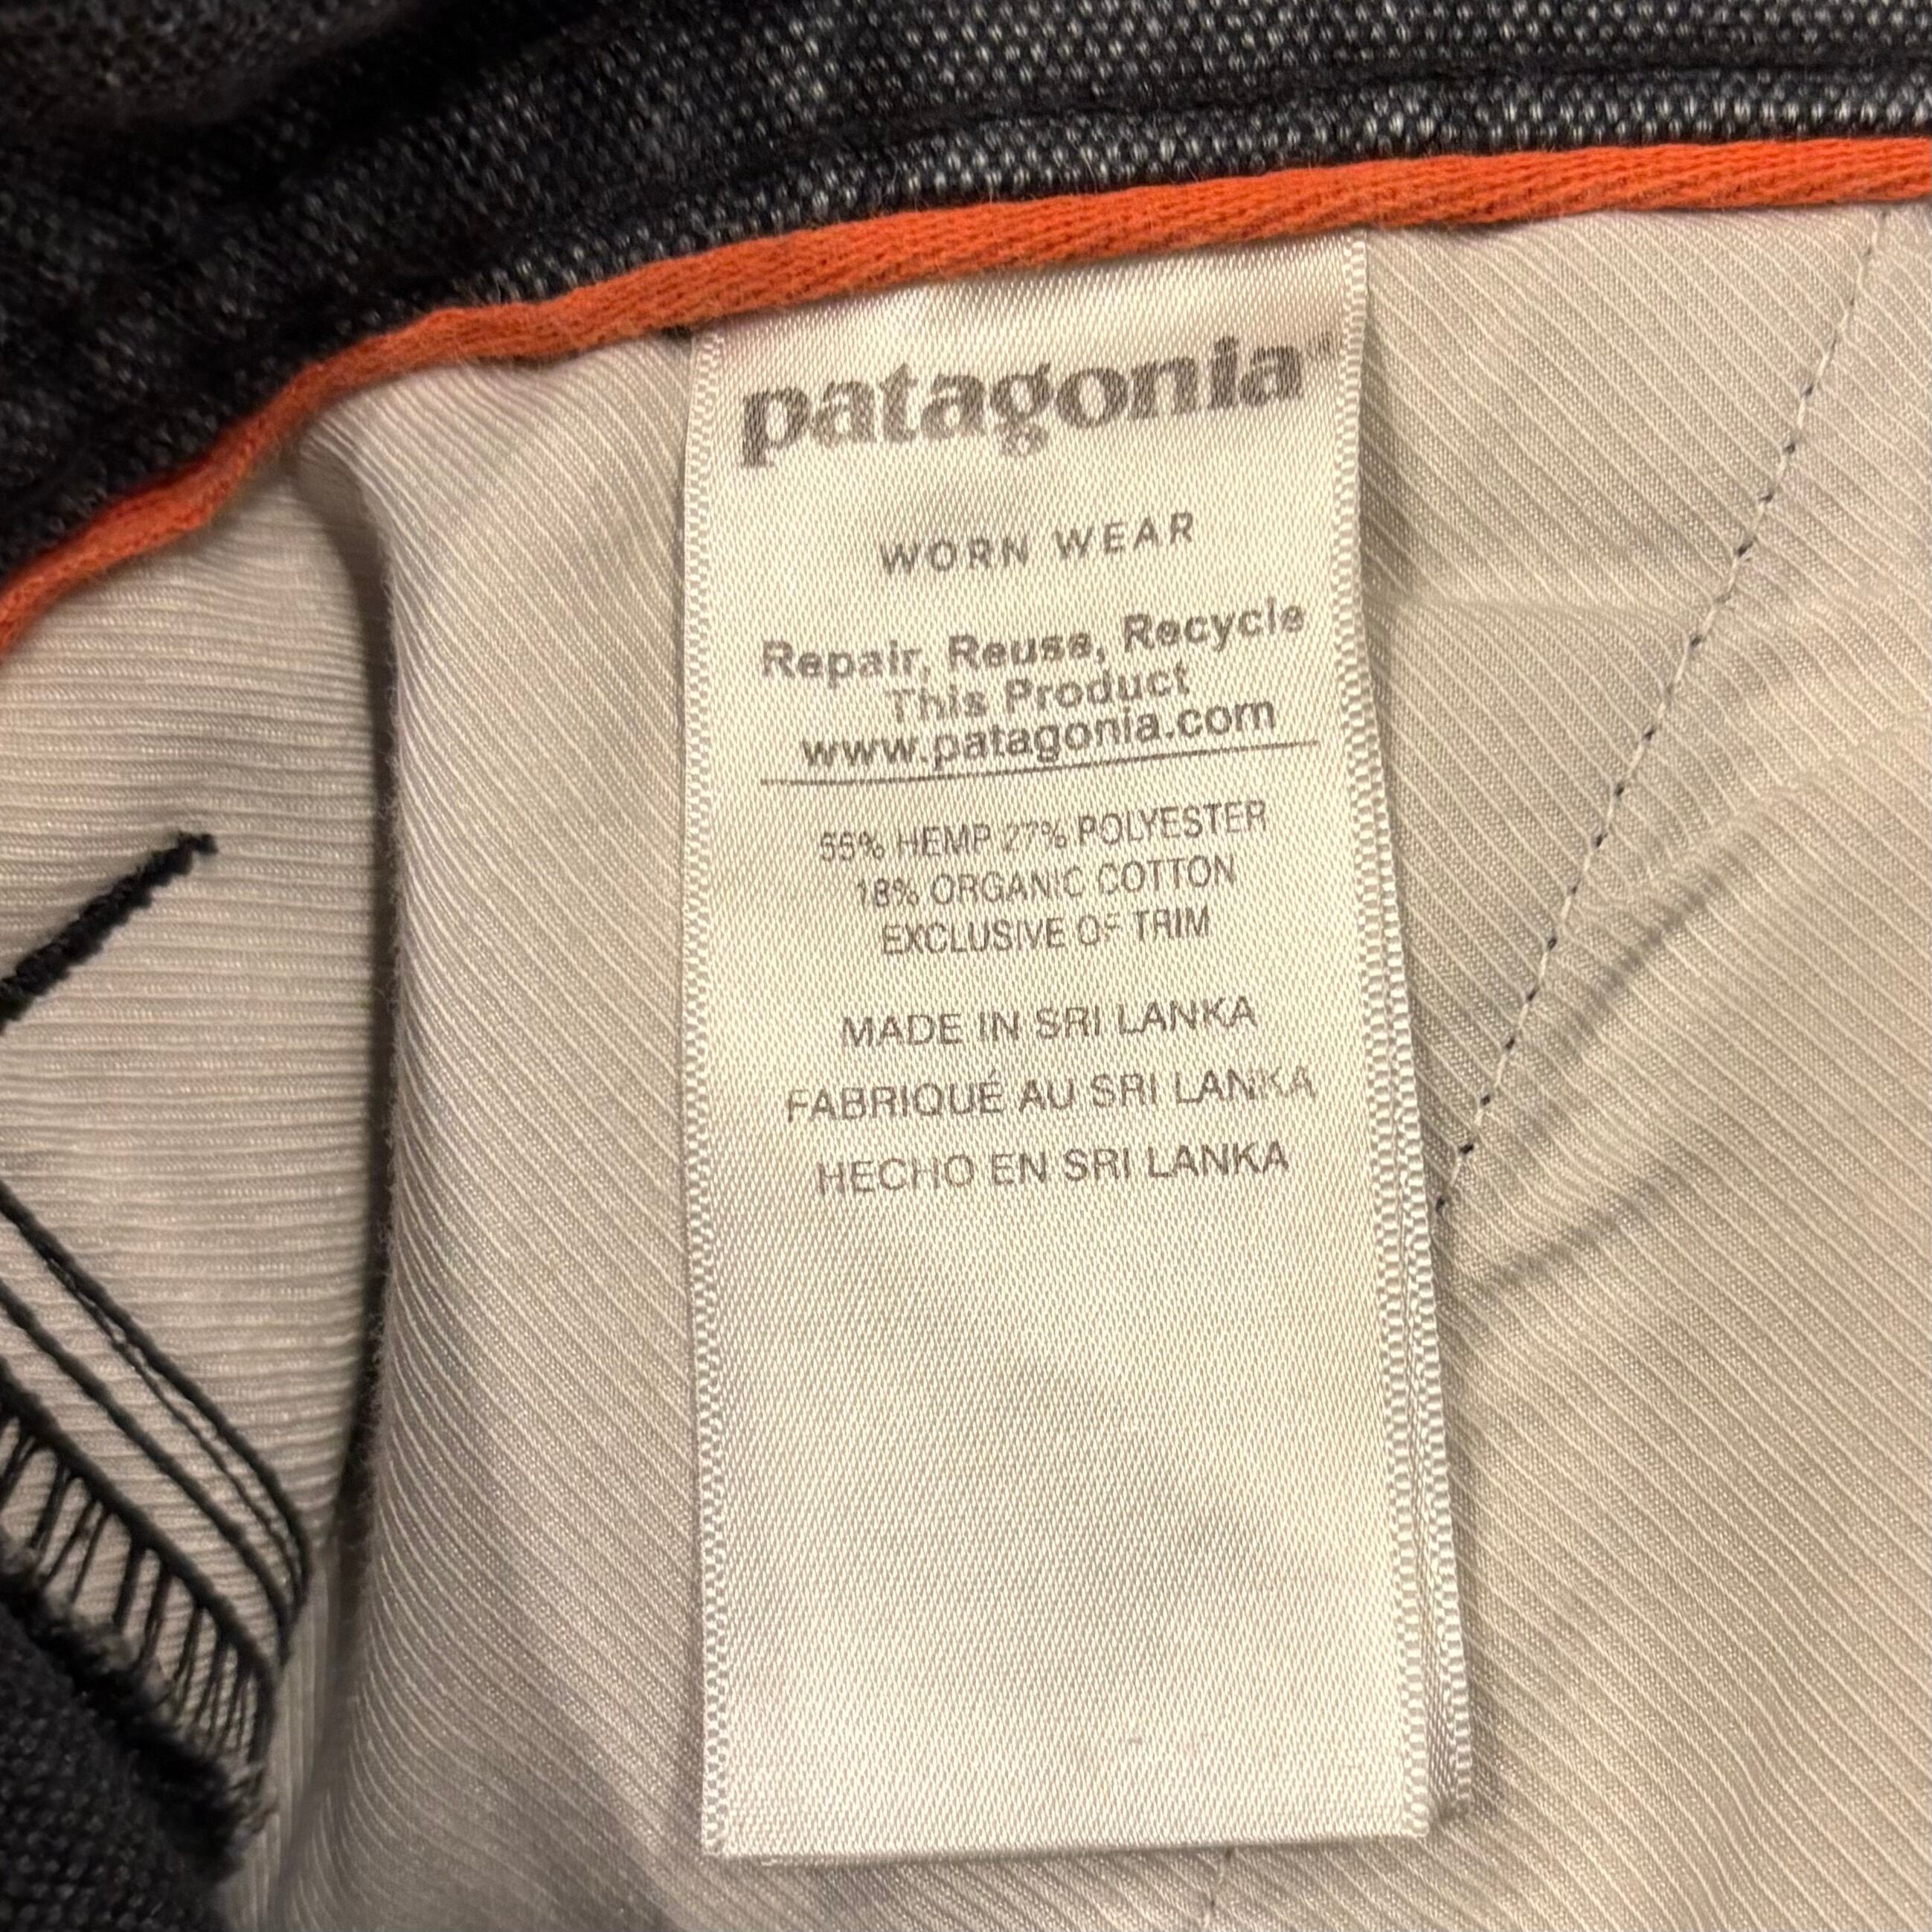 patagonia
WORN WEAR
Repair, Reuse, Recycle
This Product
www.patagonia.com
55% HEMP 27% POLYESTER
18% ORGANIC COTTON
EXCLUSIVE OF TRIM
MADE IN SRI LANKA
FABRIQUÉ AU SRI LANKA
HECHO EN SRI LANKA